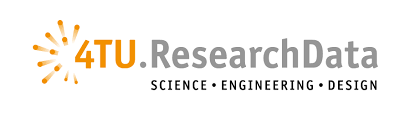 4TU.ResearchData
SCIENCE • ENGINEERING • DESIGN